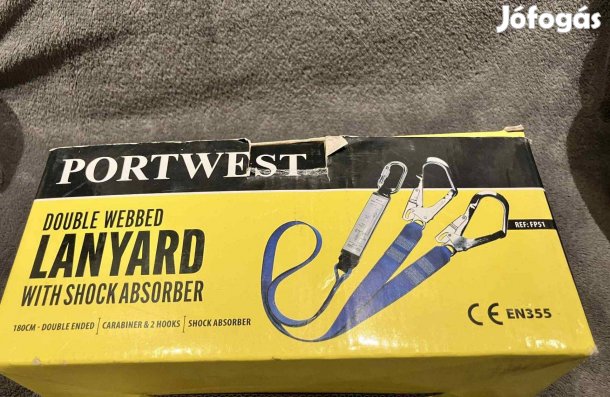 Jófogás
PORTWEST
DOUBLE WEBBED
LANYARD
WITH SHOCK ABSORBER
180CM - DOUBLE ENDED | CARABINER & 2 HOOKS | SHOCK ABSORBER
REF: FP51
CE EN355